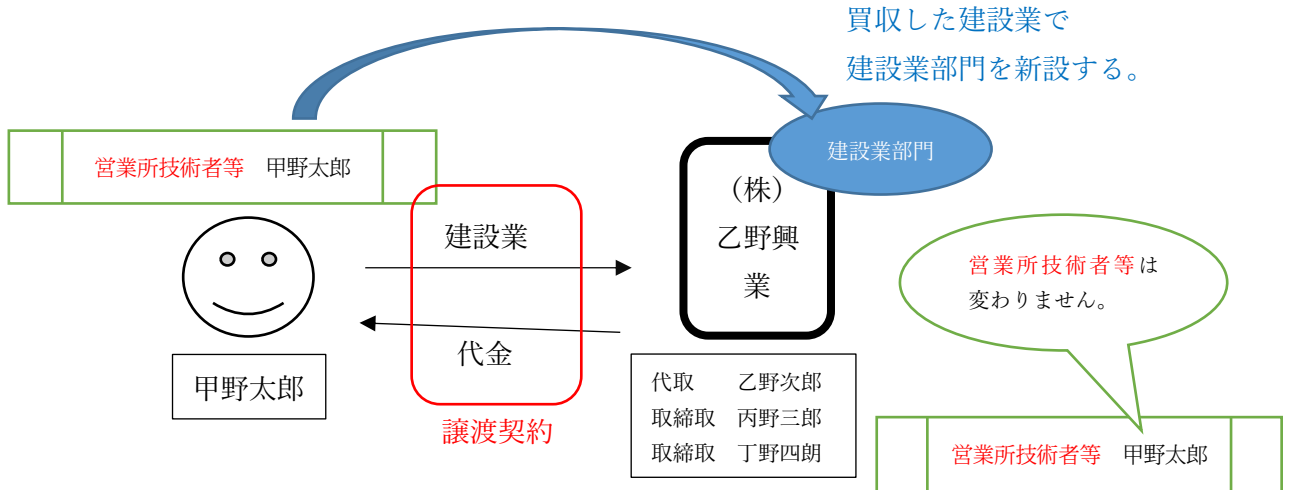 買収した建設業で
建設業部門を新設する。
建設業部門
営業所技術者等　甲野太郎
建設業
代金
譲渡契約
甲野太郎
（株）
乙野興
業
代取　　乙野次郎
取締取　丙野三郎
取締取　丁野四朗
営業所技術者等は
変わりません。
営業所技術者等　甲野太郎